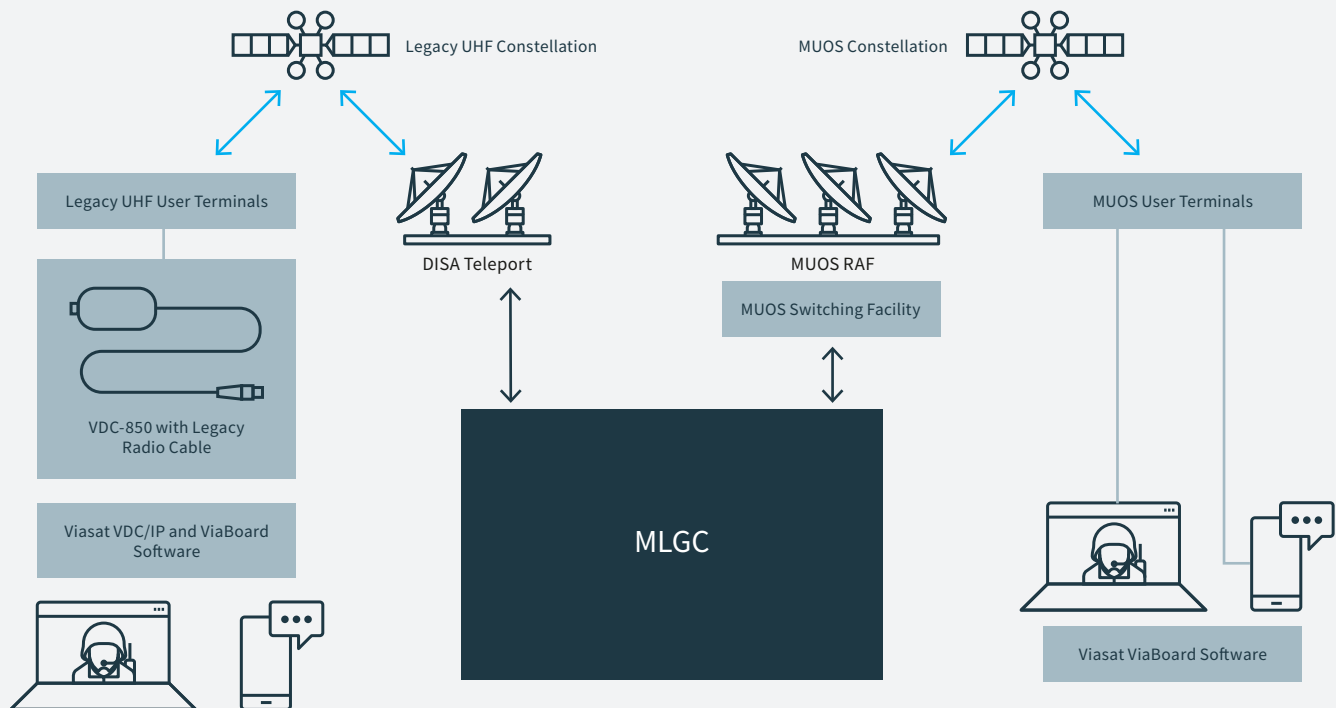 Legacy UHF Constellation
MUOS Constellation
Legacy UHF User Terminals
MUOS User Terminals
DISA Teleport
MUOS RAF
MUOS Switching Facility
VDC-850 with Legacy
Radio Cable
Viasat VDC/IP and ViaBoard
Software
MLGC
Viasat ViaBoard Software